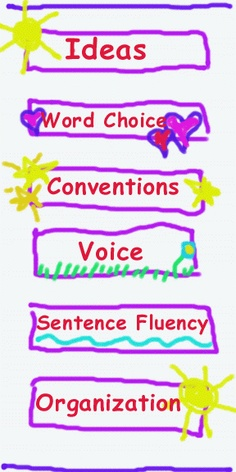 Ideas
Word Choice
Conventions
Voice
Sentence Fluency
Organization